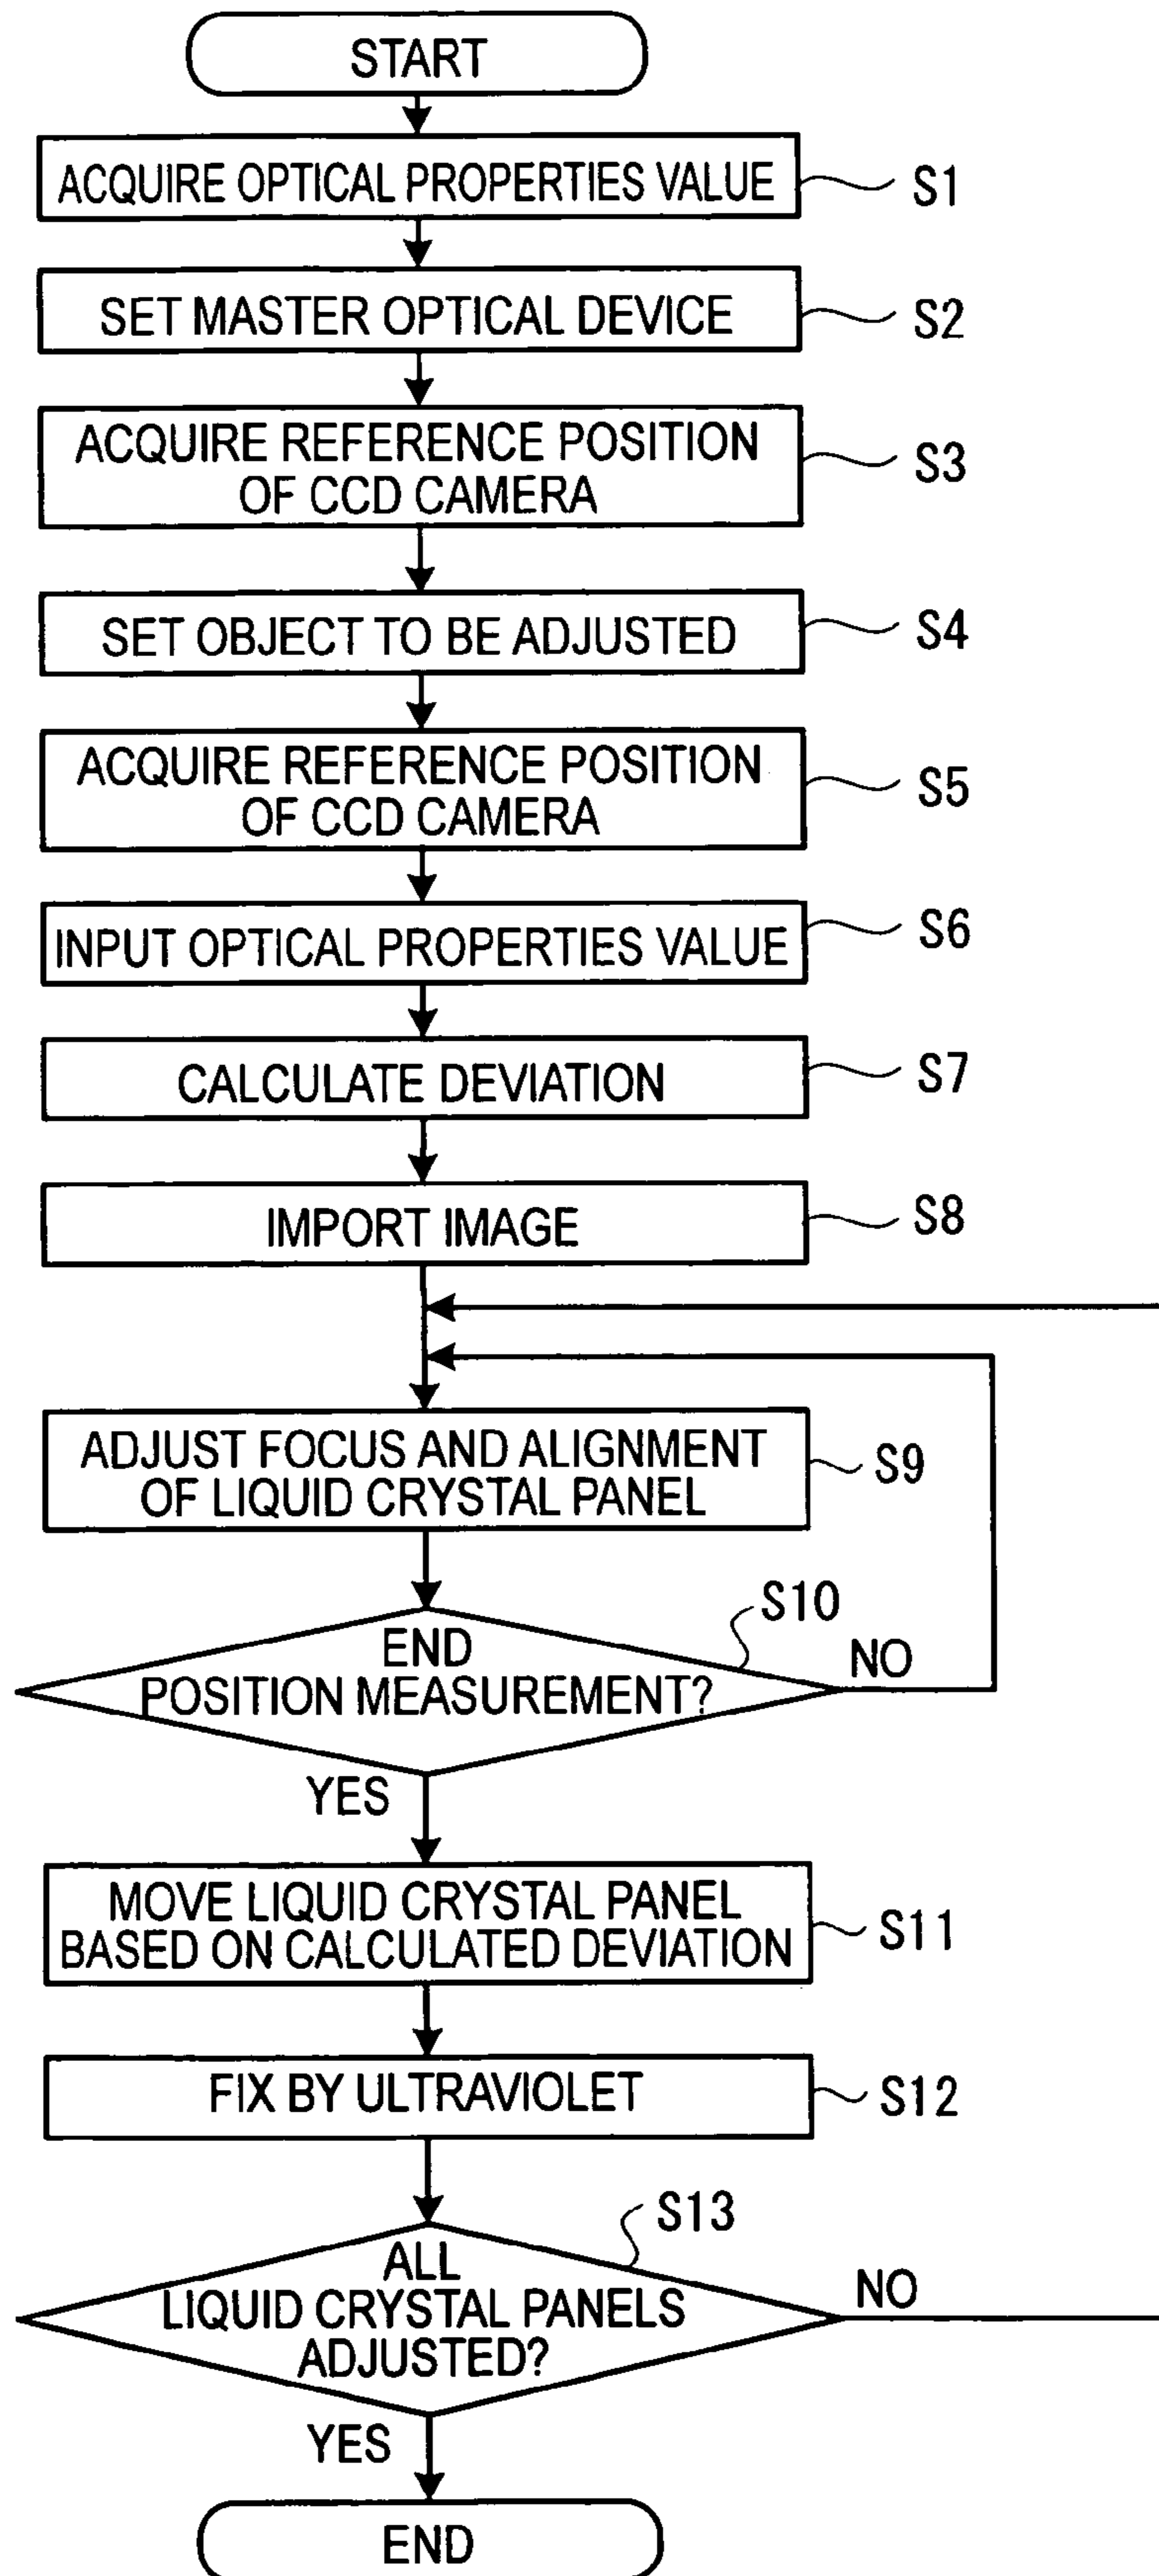 START
ACQUIRE OPTICAL PROPERTIES VALUE
S1
SET MASTER OPTICAL DEVICE
S2
ACQUIRE REFERENCE POSITION
OF CCD CAMERA
S3
SET OBJECT TO BE ADJUSTED
S4
ACQUIRE REFERENCE POSITION
OF CCD CAMERA
S5
INPUT OPTICAL PROPERTIES VALUE
S6
CALCULATE DEVIATION
S7
IMPORT IMAGE
S8
ADJUST FOCUS AND ALIGNMENT
OF LIQUID CRYSTAL PANEL
S9
S10
END
POSITION MEASUREMENT?
NO
YES
MOVE LIQUID CRYSTAL PANEL
BASED ON CALCULATED DEVIATION
S11
FIX BY ULTRAVIOLET
S12
S13
ALL
LIQUID CRYSTAL PANELS
ADJUSTED?
NO
YES
END